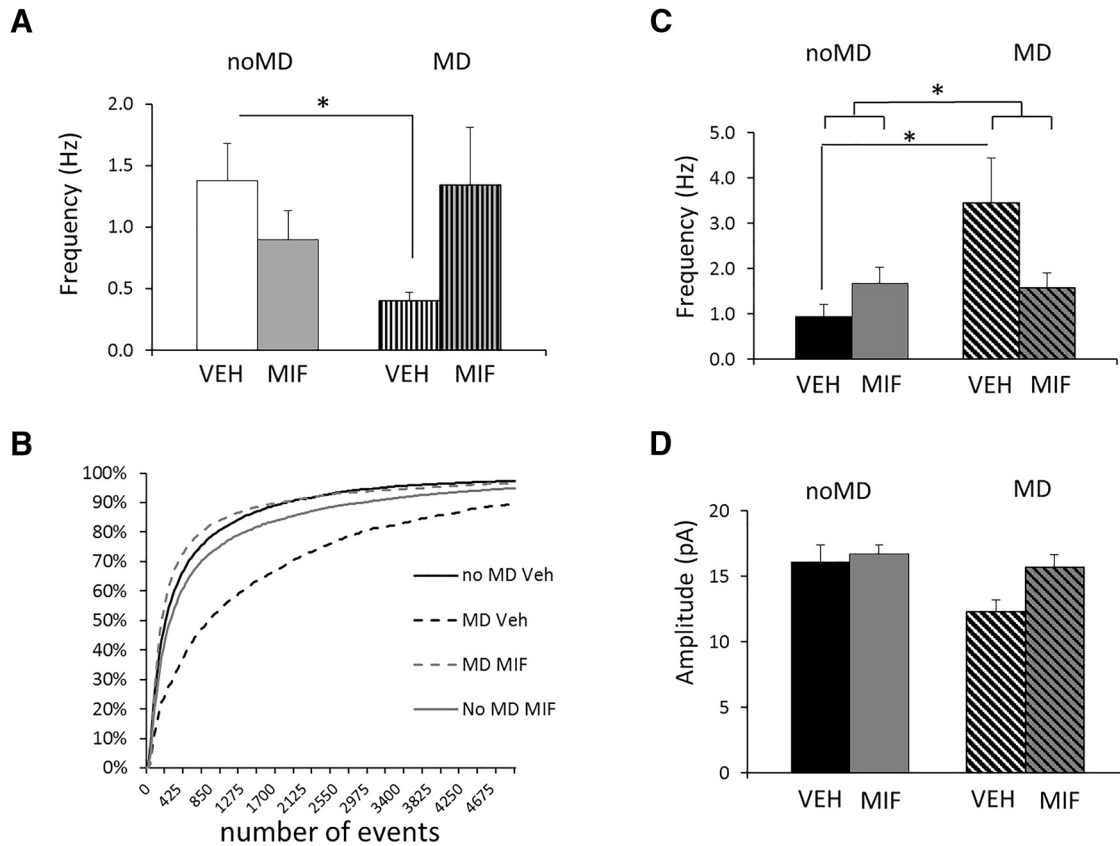 A
noMD MD
*
Frequency (Hz)
2.0
1.5
1.0
0.5
0.0
VEH MIF VEH MIF
B
100%
90%
80%
70%
60%
50%
40%
30%
20%
10%
0%
no MD Veh
MD Veh
MD MIF
No MD MIF
0 425 850 1275 1700 2125 2550 2975 3400 3825 4250 4675
number of events
C
noMD MD
*
*
Frequency (Hz)
5.0
4.0
3.0
2.0
1.0
0.0
VEH MIF VEH MIF
D
noMD MD
Amplitude (pA)
20
15
10
5
0
VEH MIF VEH MIF